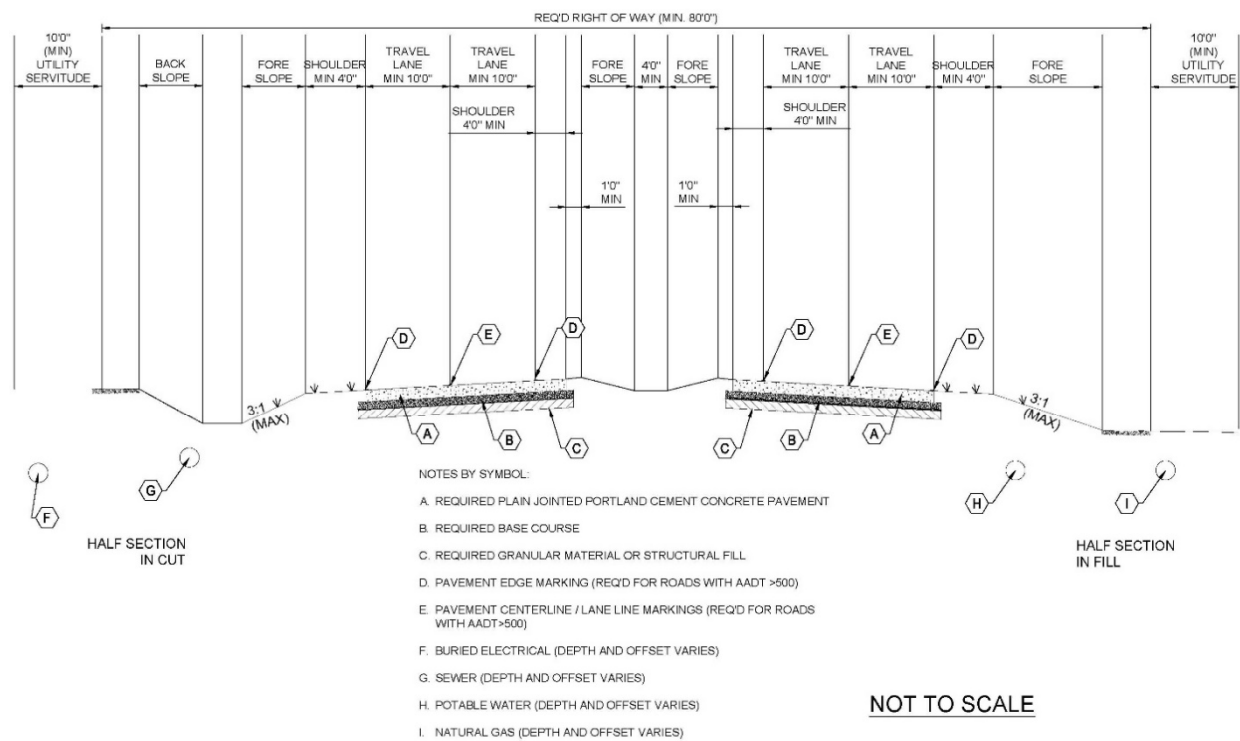 REQ'D RIGHT OF WAY (MIN. 80'0")
10'0"
(MIN)
UTILITY
SERVITUDE
BACK
SLOPE
FORE
SLOPE
SHOULDER
MIN 4'0"
TRAVEL
LANE
MIN 10'0"
TRAVEL
LANE
MIN 10'0"
FORE
SLOPE
4'0"
MIN
FORE
SLOPE
TRAVEL
LANE
MIN 10'0"
TRAVEL
LANE
MIN 10'0"
SHOULDER
MIN 4'0"
FORE
SLOPE
10'0"
(MIN)
UTILITY
SERVITUDE
SHOULDER
4'0" MIN
SHOULDER
4'0" MIN
1'0"
MIN
1'0"
MIN
D
E
D
D
E
D
3:1
(MAX)
A
B
C
C
B
A
3:1
(MAX)
F
G
H
I
HALF SECTION
IN CUT
HALF SECTION
IN FILL
NOTES BY SYMBOL:
A. REQUIRED PLAIN JOINTED PORTLAND CEMENT CONCRETE PAVEMENT
B. REQUIRED BASE COURSE
C. REQUIRED GRANULAR MATERIAL OR STRUCTURAL FILL
D. PAVEMENT EDGE MARKING (REQ'D FOR ROADS WITH AADT >500)
E. PAVEMENT CENTERLINE / LANE LINE MARKINGS (REQ'D FOR ROADS
WITH AADT>500)
F. BURIED ELECTRICAL (DEPTH AND OFFSET VARIES)
G. SEWER (DEPTH AND OFFSET VARIES)
H. POTABLE WATER (DEPTH AND OFFSET VARIES)
I. NATURAL GAS (DEPTH AND OFFSET VARIES)
NOT TO SCALE